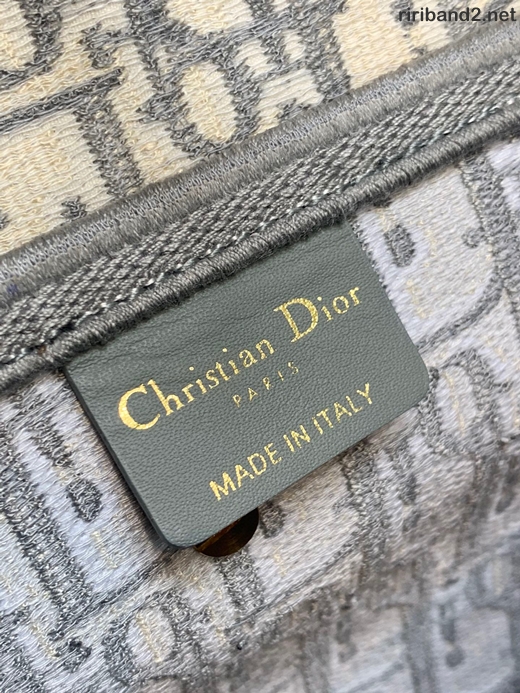 ririband2.net
Christian Dior
PARIS
MADE IN ITALY